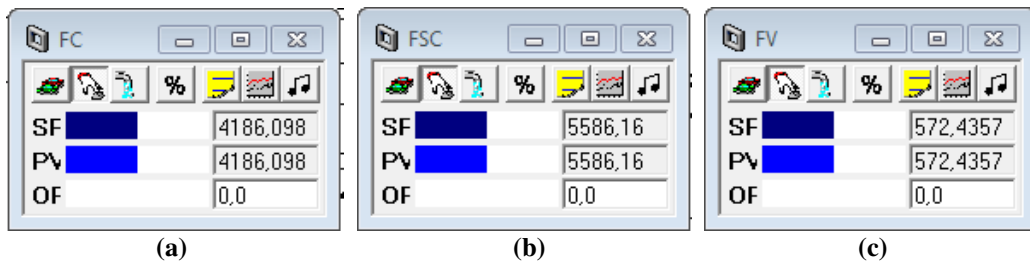 FC
FSC
FV
%
%
%
SF 4186,098
SF 5586,16
SF 572,4357
PV 4186,098
PV 5586,16
PV 572,4357
OF 0,0
OF 0,0
OF 0,0
(a)
(b)
(c)